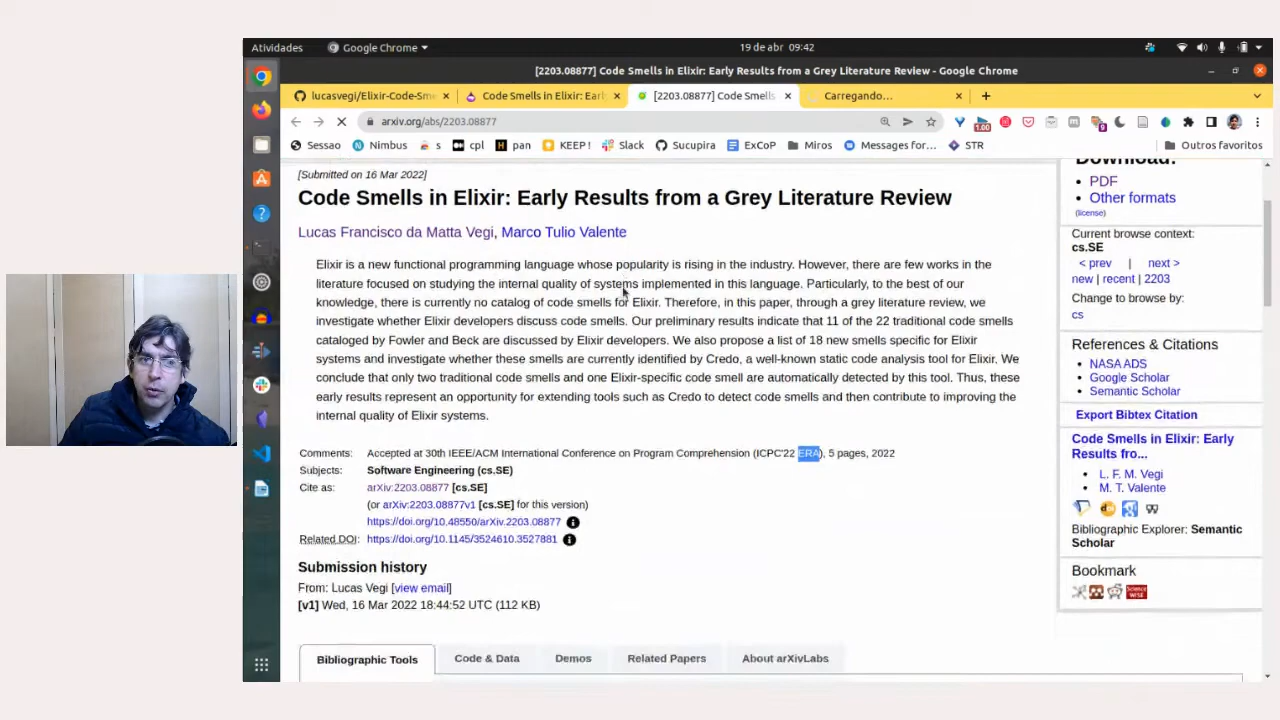 Atividades
Google Chrome
19 de abr 09:42
[2203.08877] Code Smells in Elixir: Early Results from a Grey Literature Review - Google Chrome
lucasvegi/Elixir-Code-Sme
Code Smells in Elixir: Early
[2203.08877] Code Smells
Carregando...
arxiv.org/abs/2203.08877
1.00
9
Sessao
Nimbus
s
cpl
pan
KEEP!
Slack
Sucupira
ExCoP
Miros
Messages for...
STR
Outros favoritos
[Submitted on 16 Mar 2022]
Code Smells in Elixir: Early Results from a Grey Literature Review
Lucas Francisco da Matta Vegi, Marco Tulio Valente
Elixir is a new functional programming language whose popularity is rising in the industry. However, there are few works in the
literature focused on studying the internal quality of systems implemented in this language. Particularly, to the best of our
knowledge, there is currently no catalog of code smells for Elixir. Therefore, in this paper, through a grey literature review, we
investigate whether Elixir developers discuss code smells. Our preliminary results indicate that 11 of the 22 traditional code smells
cataloged by Fowler and Beck are discussed by Elixir developers. We also propose a list of 18 new smells specific for Elixir
systems and investigate whether these smells are currently identified by Credo, a well-known static code analysis tool for Elixir. We
conclude that only two traditional code smells and one Elixir-specific code smell are automatically detected by this tool. Thus, these
early results represent an opportunity for extending tools such as Credo to detect code smells and then contribute to improving the
internal quality of Elixir systems.
Comments: Accepted at 30th IEEE/ACM International Conference on Program Comprehension (ICPC'22 ERA), 5 pages, 2022
Subjects: Software Engineering (cs.SE)
Cite as: arXiv:2203.08877 [cs.SE]
(or arXiv:2203.08877v1 [cs.SE] for this version)
https://doi.org/10.48550/arXiv.2203.08877
Related DOI: https://doi.org/10.1145/3524610.3527881
Submission history
From: Lucas Vegi [view email]
[v1] Wed, 16 Mar 2022 18:44:52 UTC (112 KB)
Bibliographic Tools
Code & Data
Demos
Related Papers
About arXivLabs
Download:
PDF
Other formats
(license)
Current browse context:
cs.SE
< prev | next >
new | recent | 2203
Change to browse by:
cs
References & Citations
NASA ADS
Google Scholar
Semantic Scholar
Export Bibtex Citation
Code Smells in Elixir: Early
Results fro...
L. F. M. Vegi
M. T. Valente
Bibliographic Explorer: Semantic
Scholar
Bookmark
Science
WISE